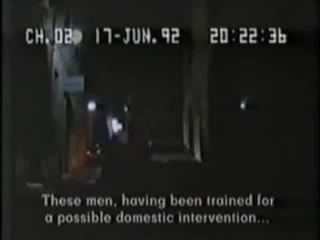 CH.02 17-JUN.92 20:22:36
These men, having been trained for
a possible domestic intervention...